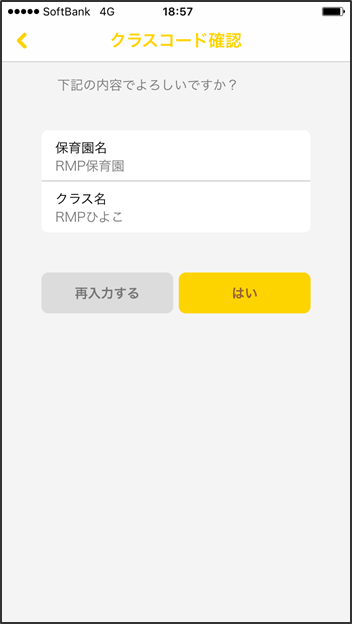 SoftBank 4G 18:57
クラスコード確認
下記の内容でよろしいですか？
保育園名
RMP保育園
クラス名
RMPひよこ
再入力する はい